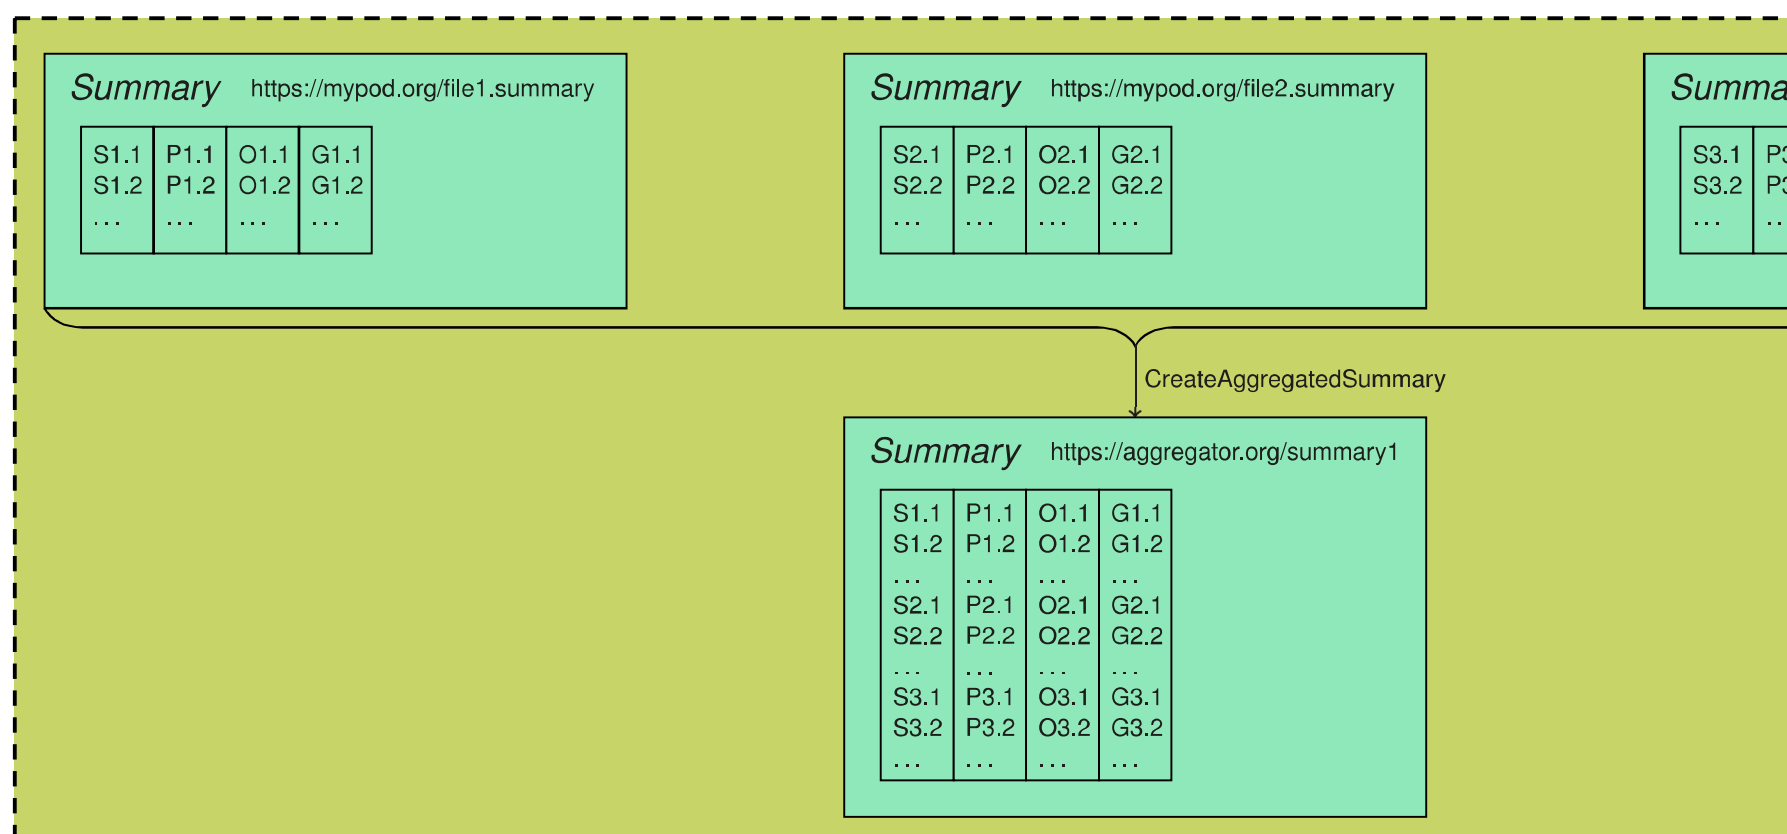 Summary https://mypod.org/file1.summary
S1.1 P1.1 O1.1 G1.1
S1.2 P1.2 O1.2 G1.2
... ... ... ...
Summary https://mypod.org/file2.summary
S2.1 P2.1 O2.1 G2.1
S2.2 P2.2 O2.2 G2.2
... ... ... ...
Summa
S3.1 P3
S3.2 P3
... ...
CreateAggregatedSummary
Summary https://aggregator.org/summary1
S1.1 P1.1 O1.1 G1.1
S1.2 P1.2 O1.2 G1.2
... ... ... ...
S2.1 P2.1 O2.1 G2.1
S2.2 P2.2 O2.2 G2.2
... ... ... ...
S3.1 P3.1 O3.1 G3.1
S3.2 P3.2 O3.2 G3.2
... ... ... ...